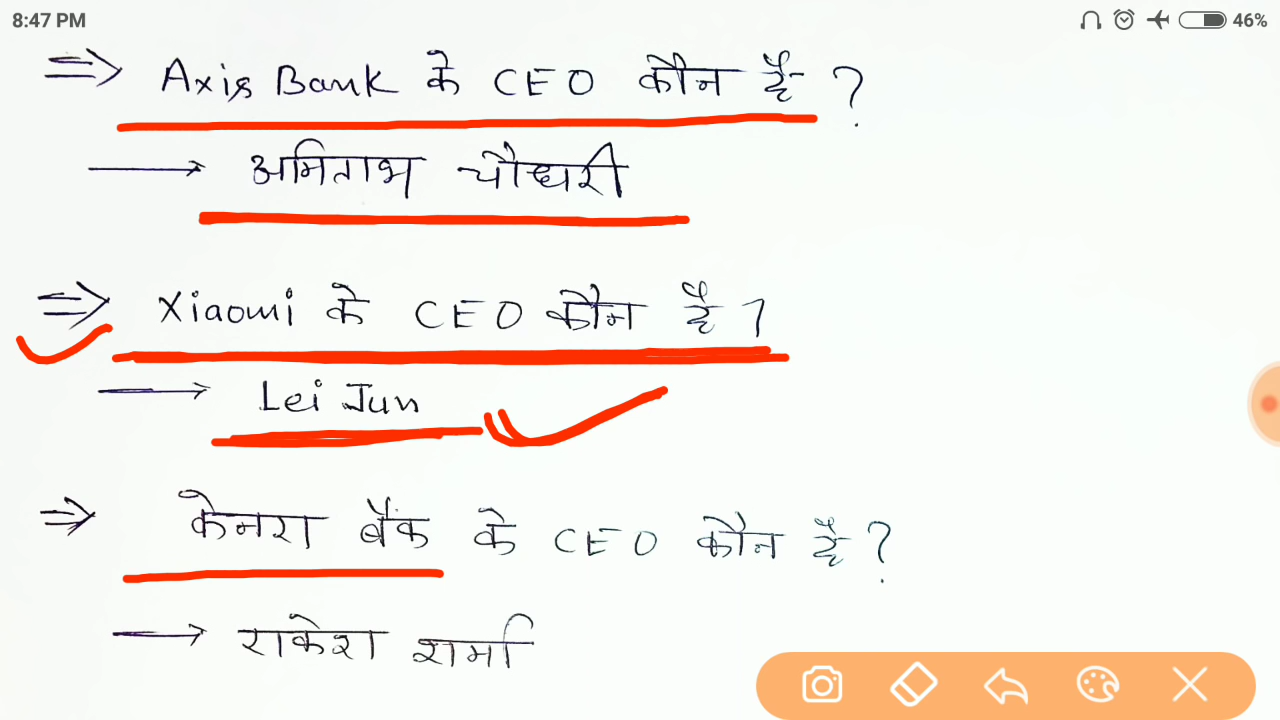 8:47 PM 46%
⇒ Axis Bank के CEO कौन है ?
→ अमिताभ चौधरी
⇒ Xiaomi के CEO कौन है ?
→ Lei Jun
⇒ केनरा बैंक के CEO कौन है ?
→ राकेश शर्मा